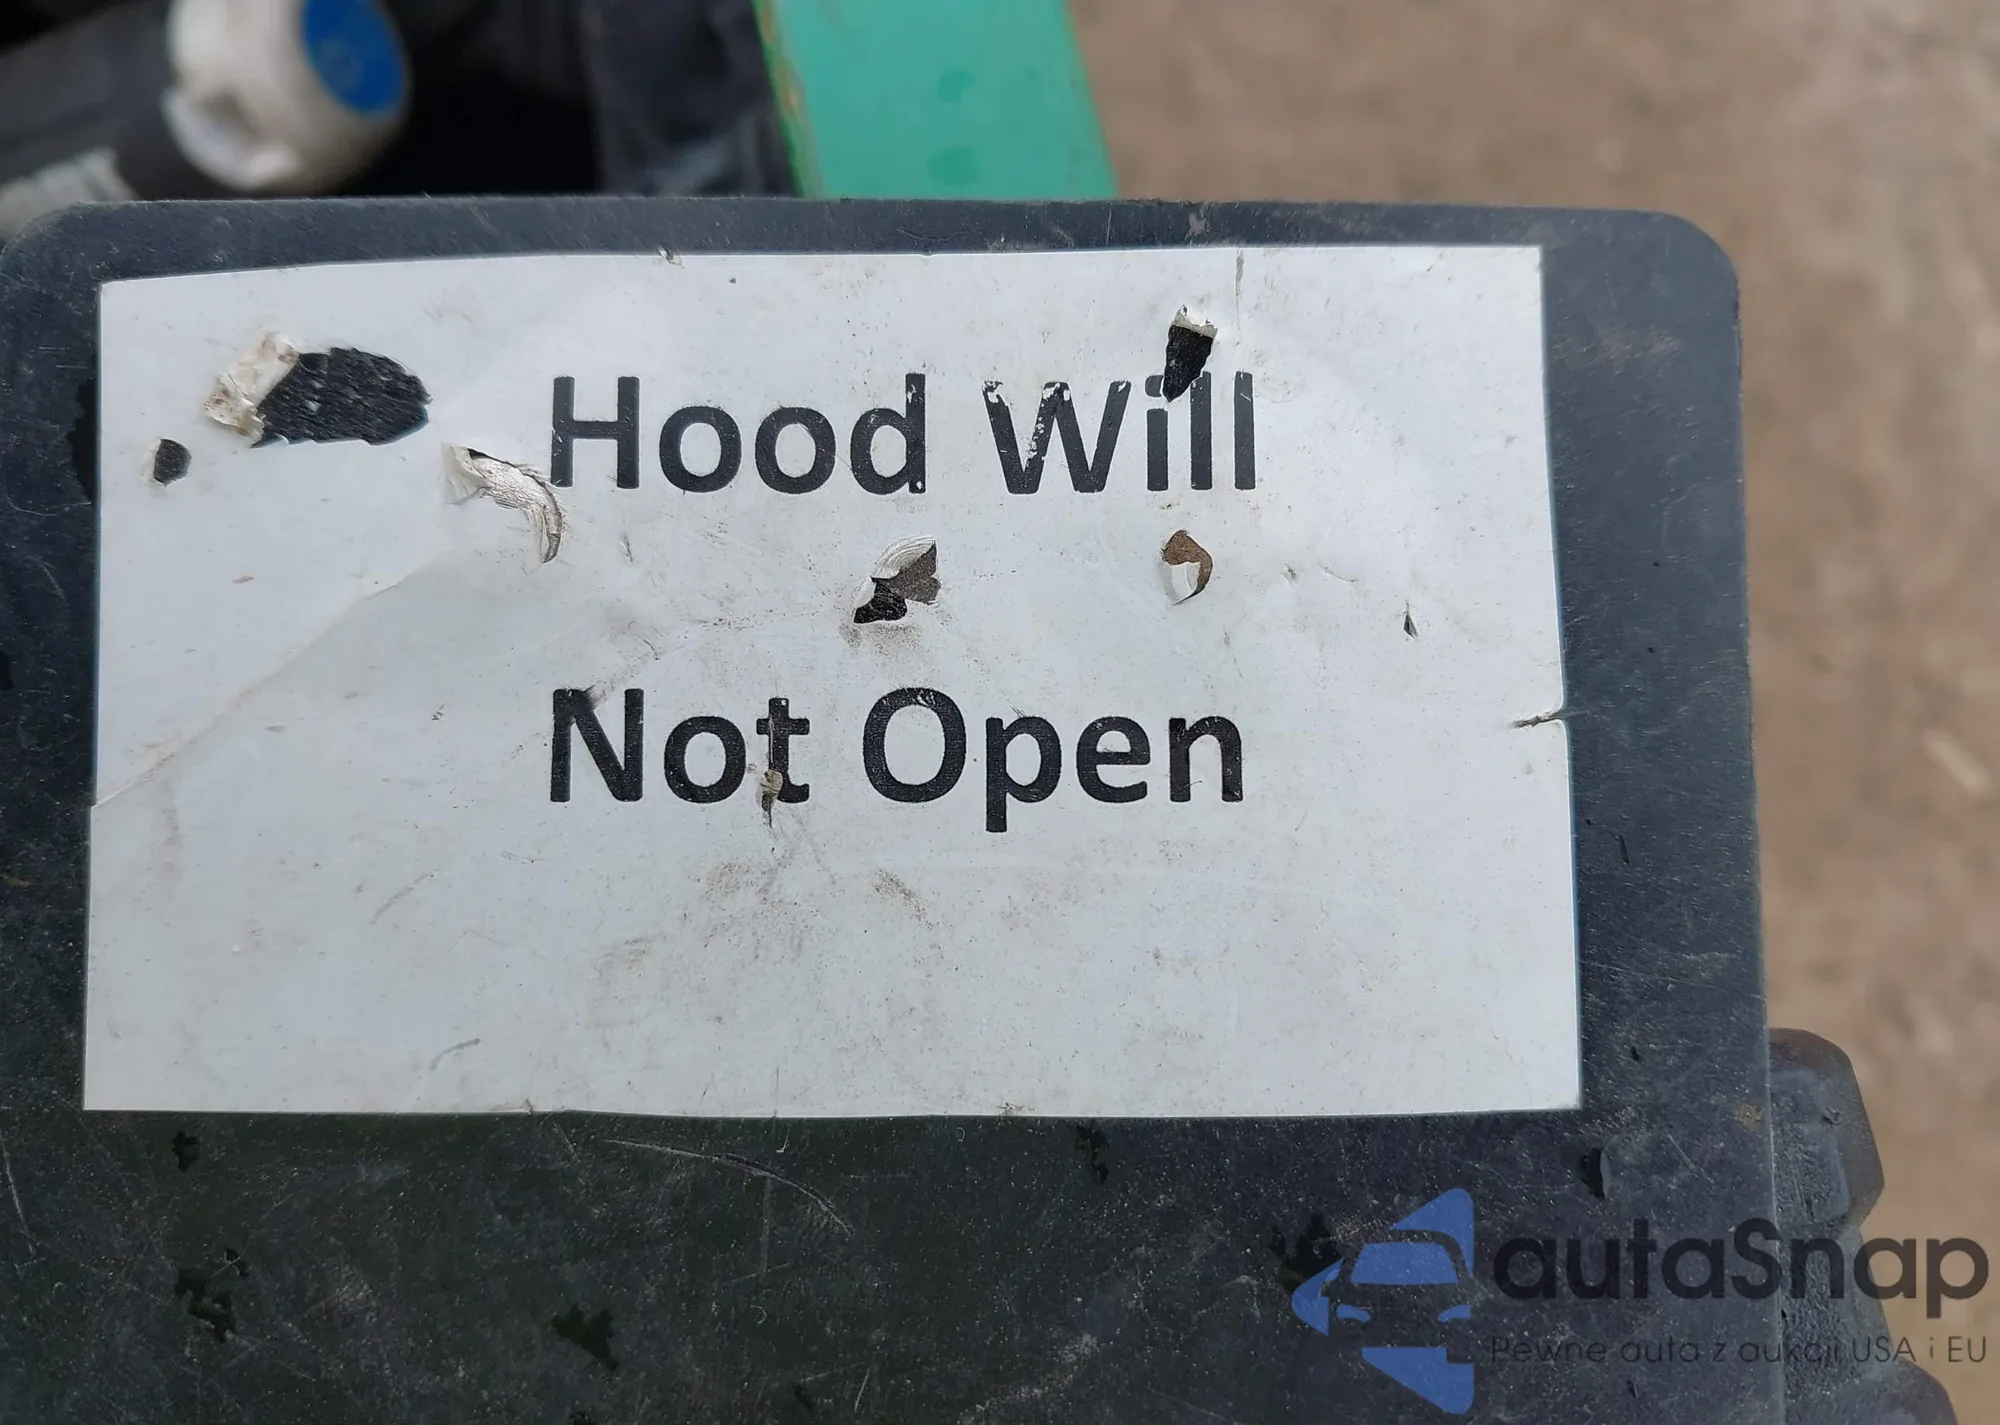 Hood Will
Not Open
autaSnap
Pewne auta z aukcji USA i EU